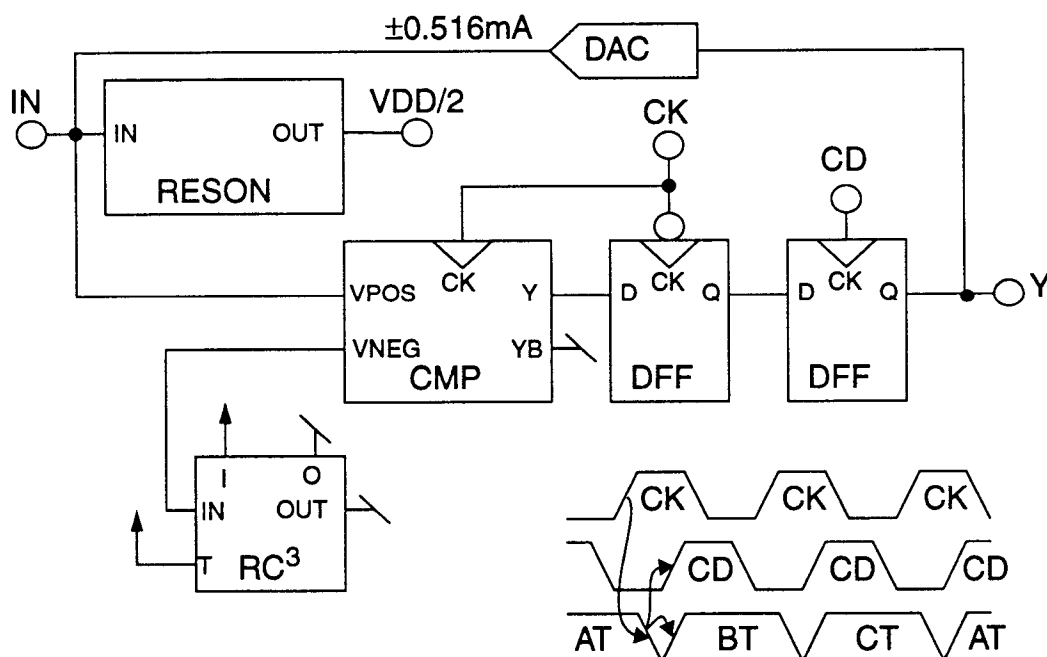 ±0.516mA
DAC
IN
VDD/2
CK
CD
IN OUT
RESON
VPOS CK Y D CK Q D CK Q Y
VNEG YB
CMP DFF DFF
I O
IN OUT
T RC³
CK CK CK
CD CD CD
AT BT CT AT